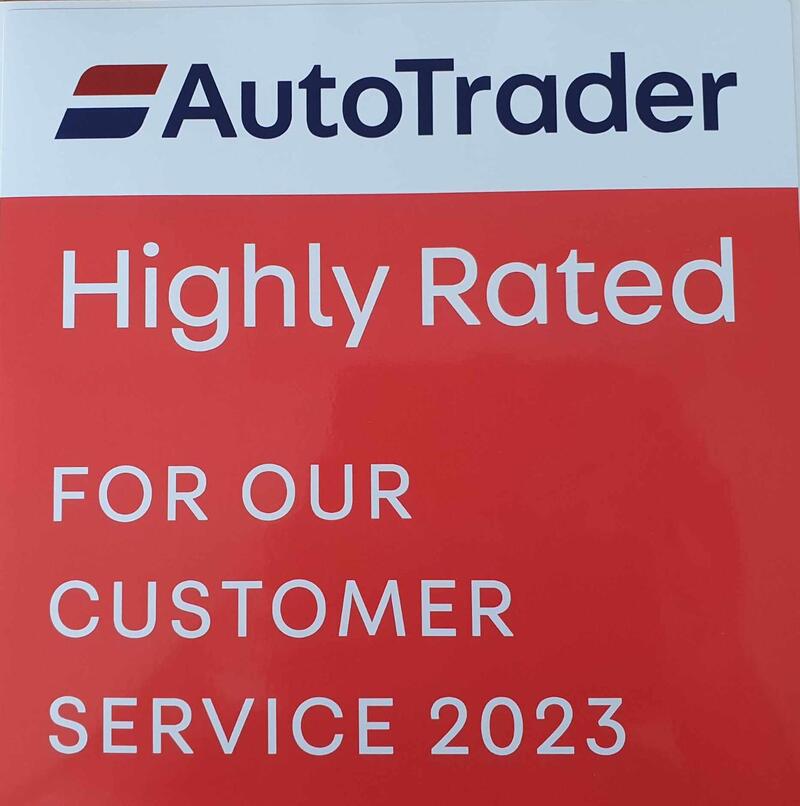 AutoTrader
Highly Rated
FOR OUR
CUSTOMER
SERVICE 2023